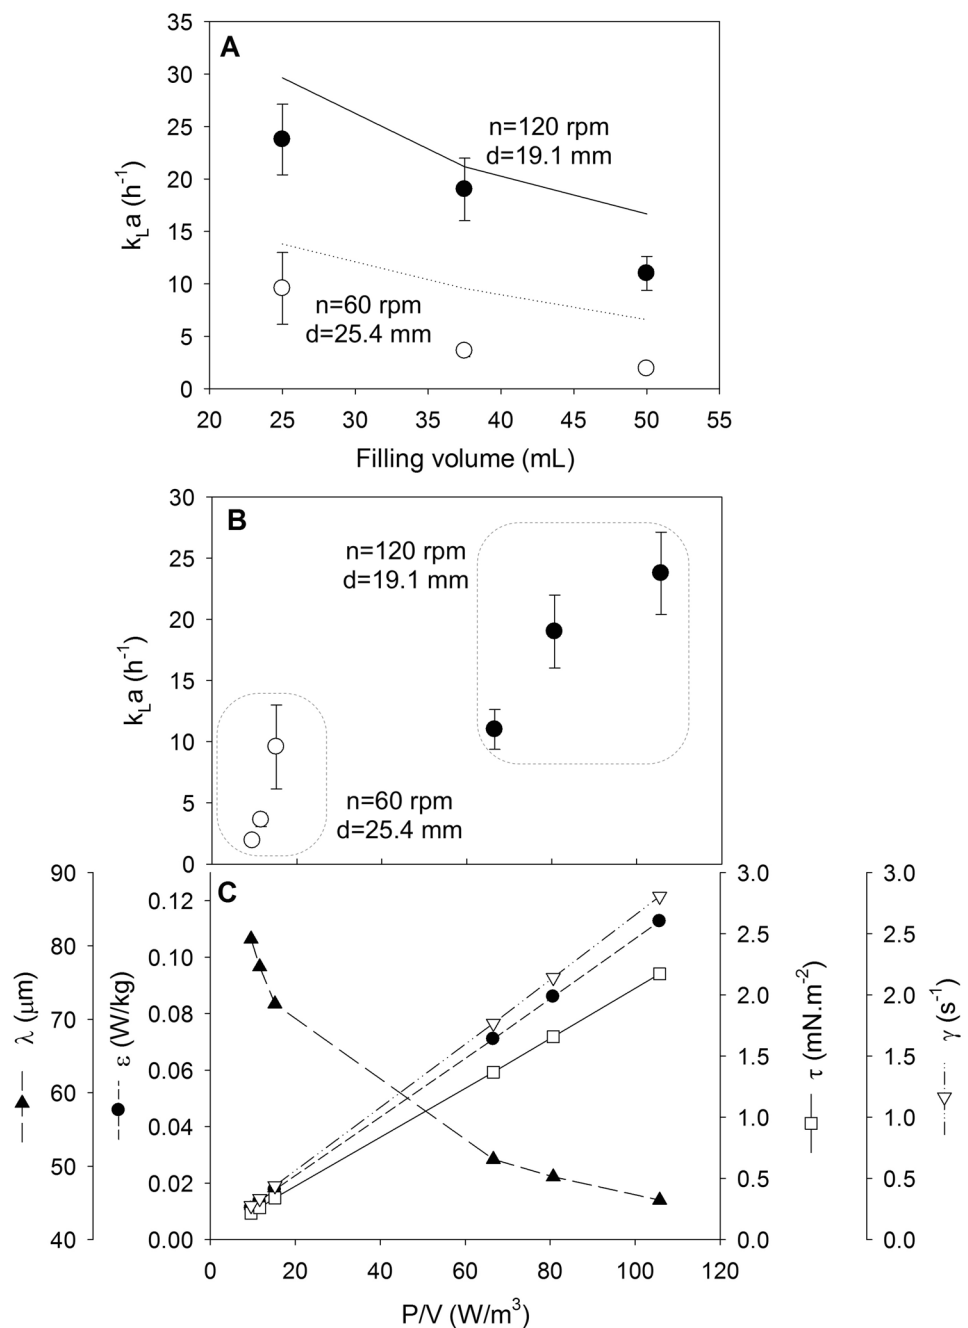 A
35
30
25
20
15
10
5
0
k_La (h⁻¹)
n=120 rpm
d=19.1 mm
n=60 rpm
d=25.4 mm
20 25 30 35 40 45 50 55
Filling volume (mL)
B
30
25
20
15
10
5
0
k_La (h⁻¹)
n=120 rpm
d=19.1 mm
n=60 rpm
d=25.4 mm
C
90
80
70
60
50
40
λ (μm)
0.12
0.10
0.08
0.06
0.04
0.02
0.00
ε (W/kg)
3.0
2.5
2.0
1.5
1.0
0.5
0.0
τ (mN.m⁻²)
3.0
2.5
2.0
1.5
1.0
0.5
0.0
γ (s⁻¹)
0 20 40 60 80 100 120
P/V (W/m³)